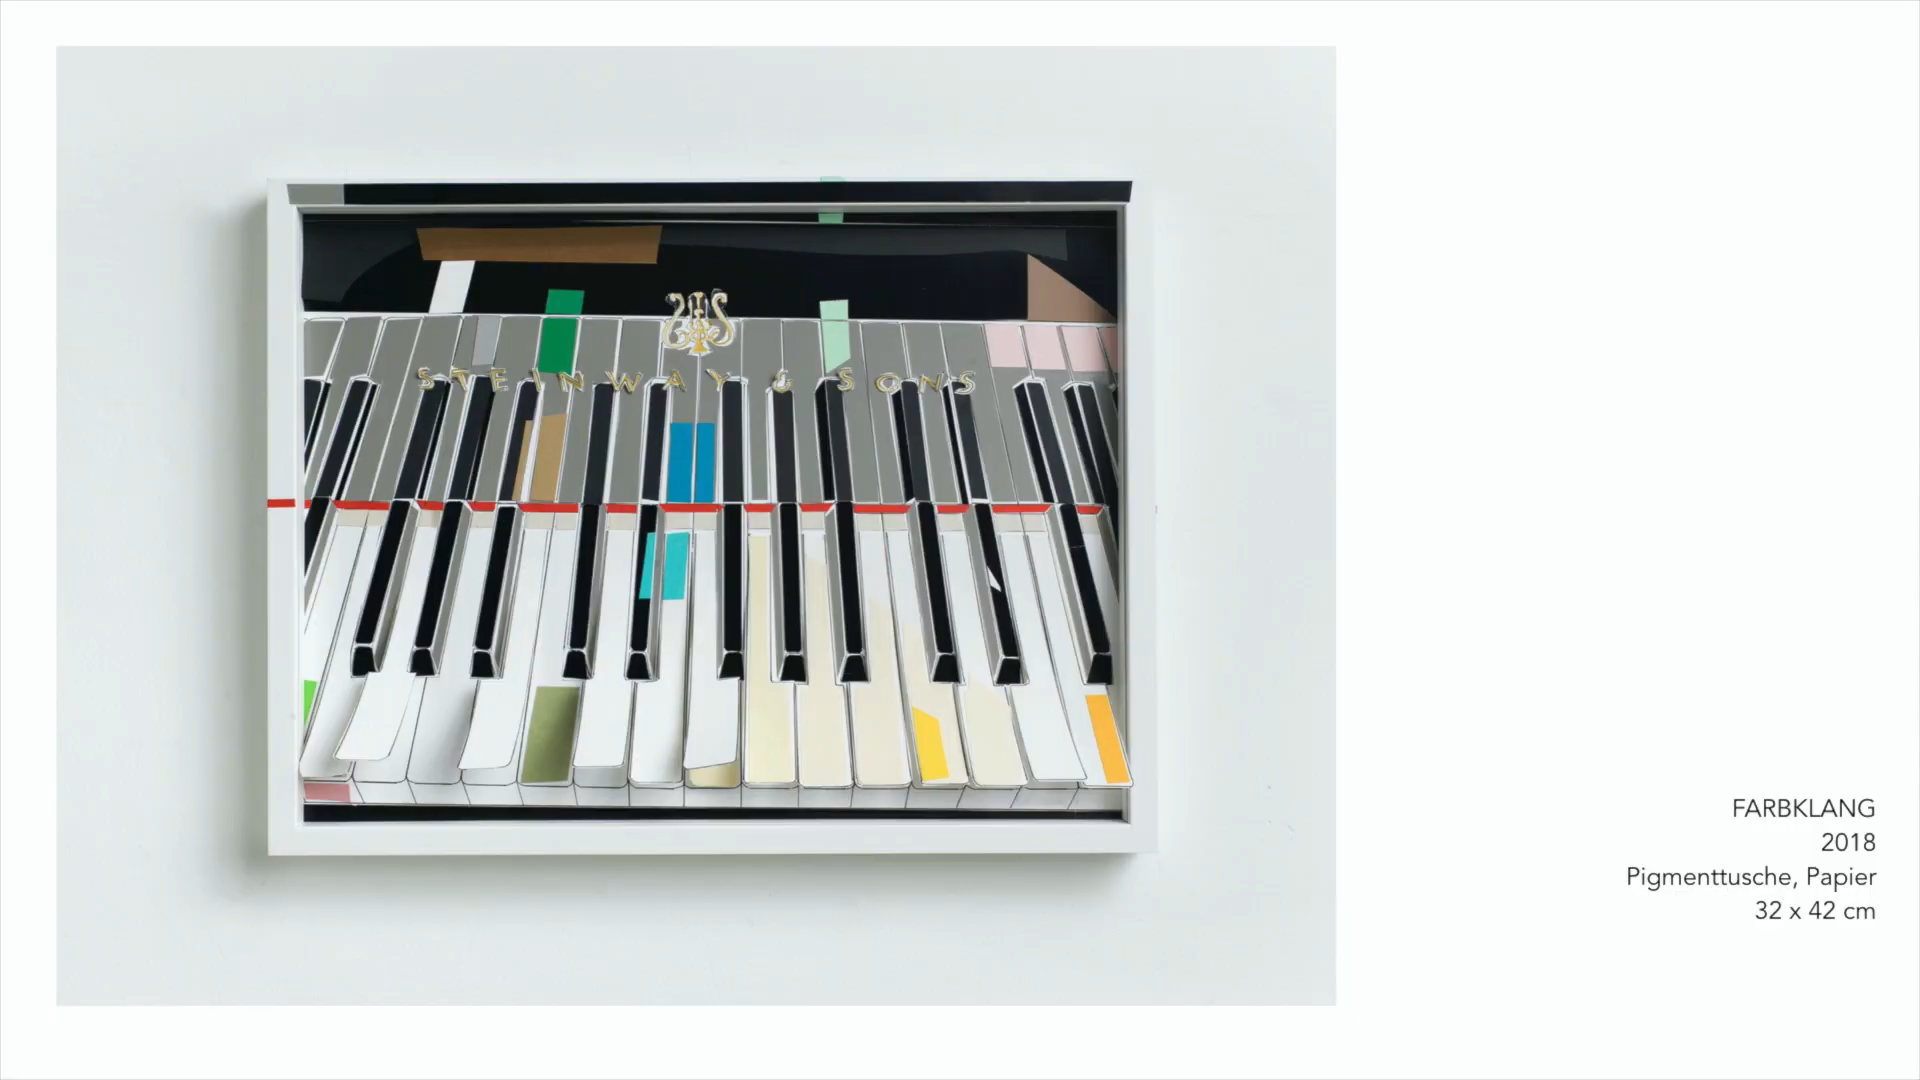 STEINWAY & SONS
FARBKLANG
2018
Pigmenttusche, Papier
32 x 42 cm